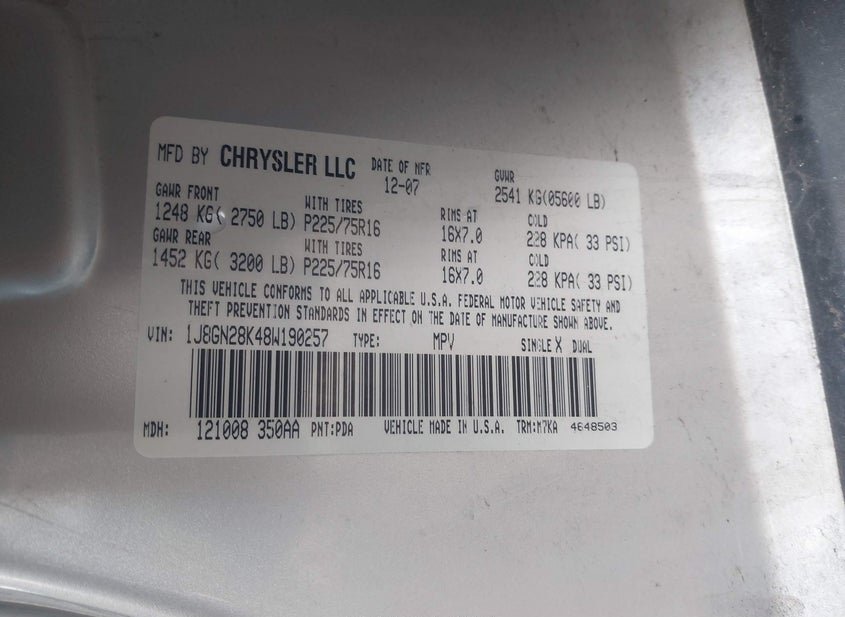 MFD BY CHRYSLER LLC DATE OF MFR GVWR
12-07 2541 KG(05600 LB)
GAWR FRONT WITH TIRES RIMS AT COLD
1248 KG( 2750 LB) P225/75R16 16X7.0 228 KPA( 33 PSI)
GAWR REAR WITH TIRES RIMS AT COLD
1452 KG( 3200 LB) P225/75R16 16X7.0 228 KPA( 33 PSI)
THIS VEHICLE CONFORMS TO ALL APPLICABLE U.S.A. FEDERAL MOTOR VEHICLE SAFETY AND
THEFT PREVENTION STANDARDS IN EFFECT ON THE DATE OF MANUFACTURE SHOWN ABOVE.
VIN: 1J8GN28K48W190257 TYPE: MPV SINGLE X DUAL
MDH: 121008 350AA PNT:PDA VEHICLE MADE IN U.S.A. TRM:M7KA 4648503